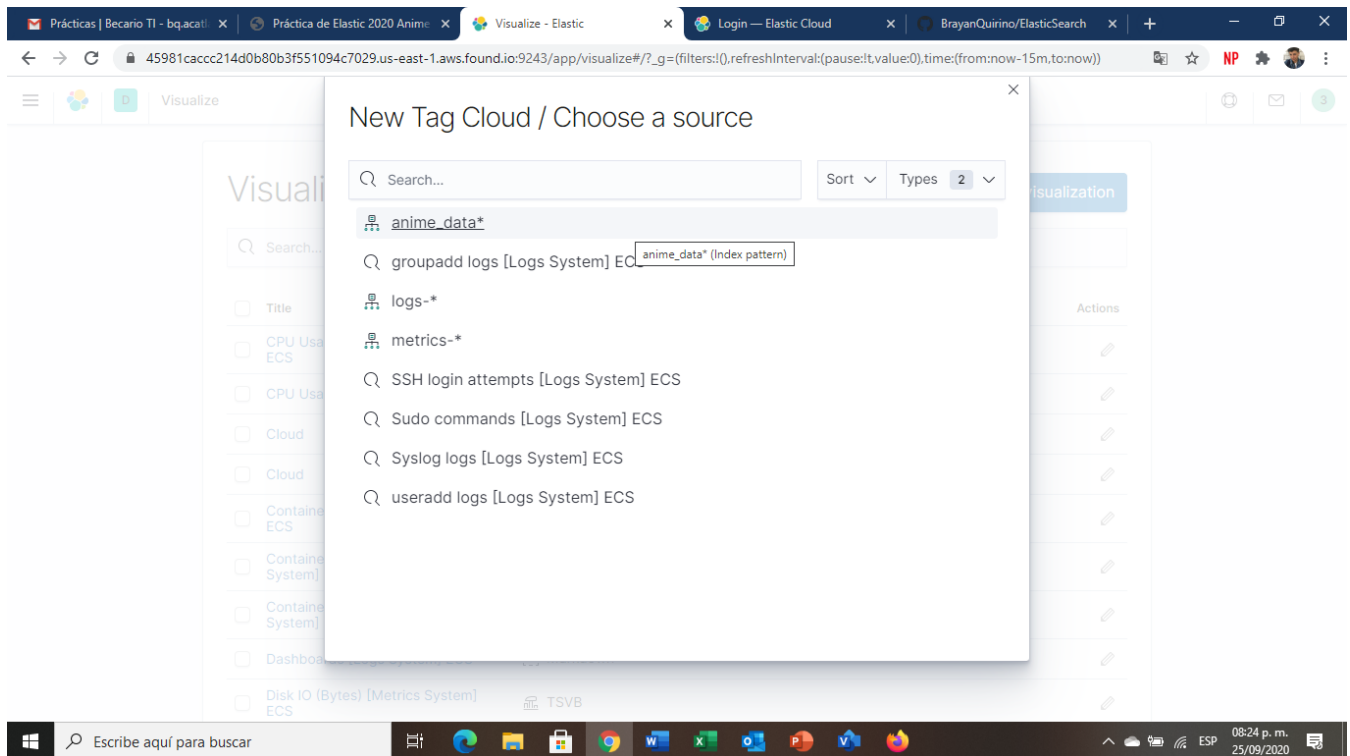 Prácticas | Becario TI - bq.acatl
Práctica de Elastic 2020 Anime
Visualize - Elastic
Login — Elastic Cloud
BrayanQuirino/ElasticSearch
45981caccc214d0b80b3f551094c7029.us-east-1.aws.found.io:9243/app/visualize#/?_g=(filters:!(),refreshInterval:(pause:!t,value:0),time:(from:now-15m,to:now))
NP
D
Visualize
3
New Tag Cloud / Choose a source
Search...
Sort
Types 2
Visuali
isualization
Search...
anime_data*
anime_data* (Index pattern)
groupadd logs [Logs System] EC
logs-*
metrics-*
SSH login attempts [Logs System] ECS
Sudo commands [Logs System] ECS
Syslog logs [Logs System] ECS
useradd logs [Logs System] ECS
Title
Actions
CPU Usa
ECS
CPU Usa
Cloud
Cloud
Containe
ECS
Containe
System]
Containe
System]
Dashboa
Disk IO (Bytes) [Metrics System]
ECS
TSVB
Escribe aquí para buscar
ESP
08:24 p. m.
25/09/2020